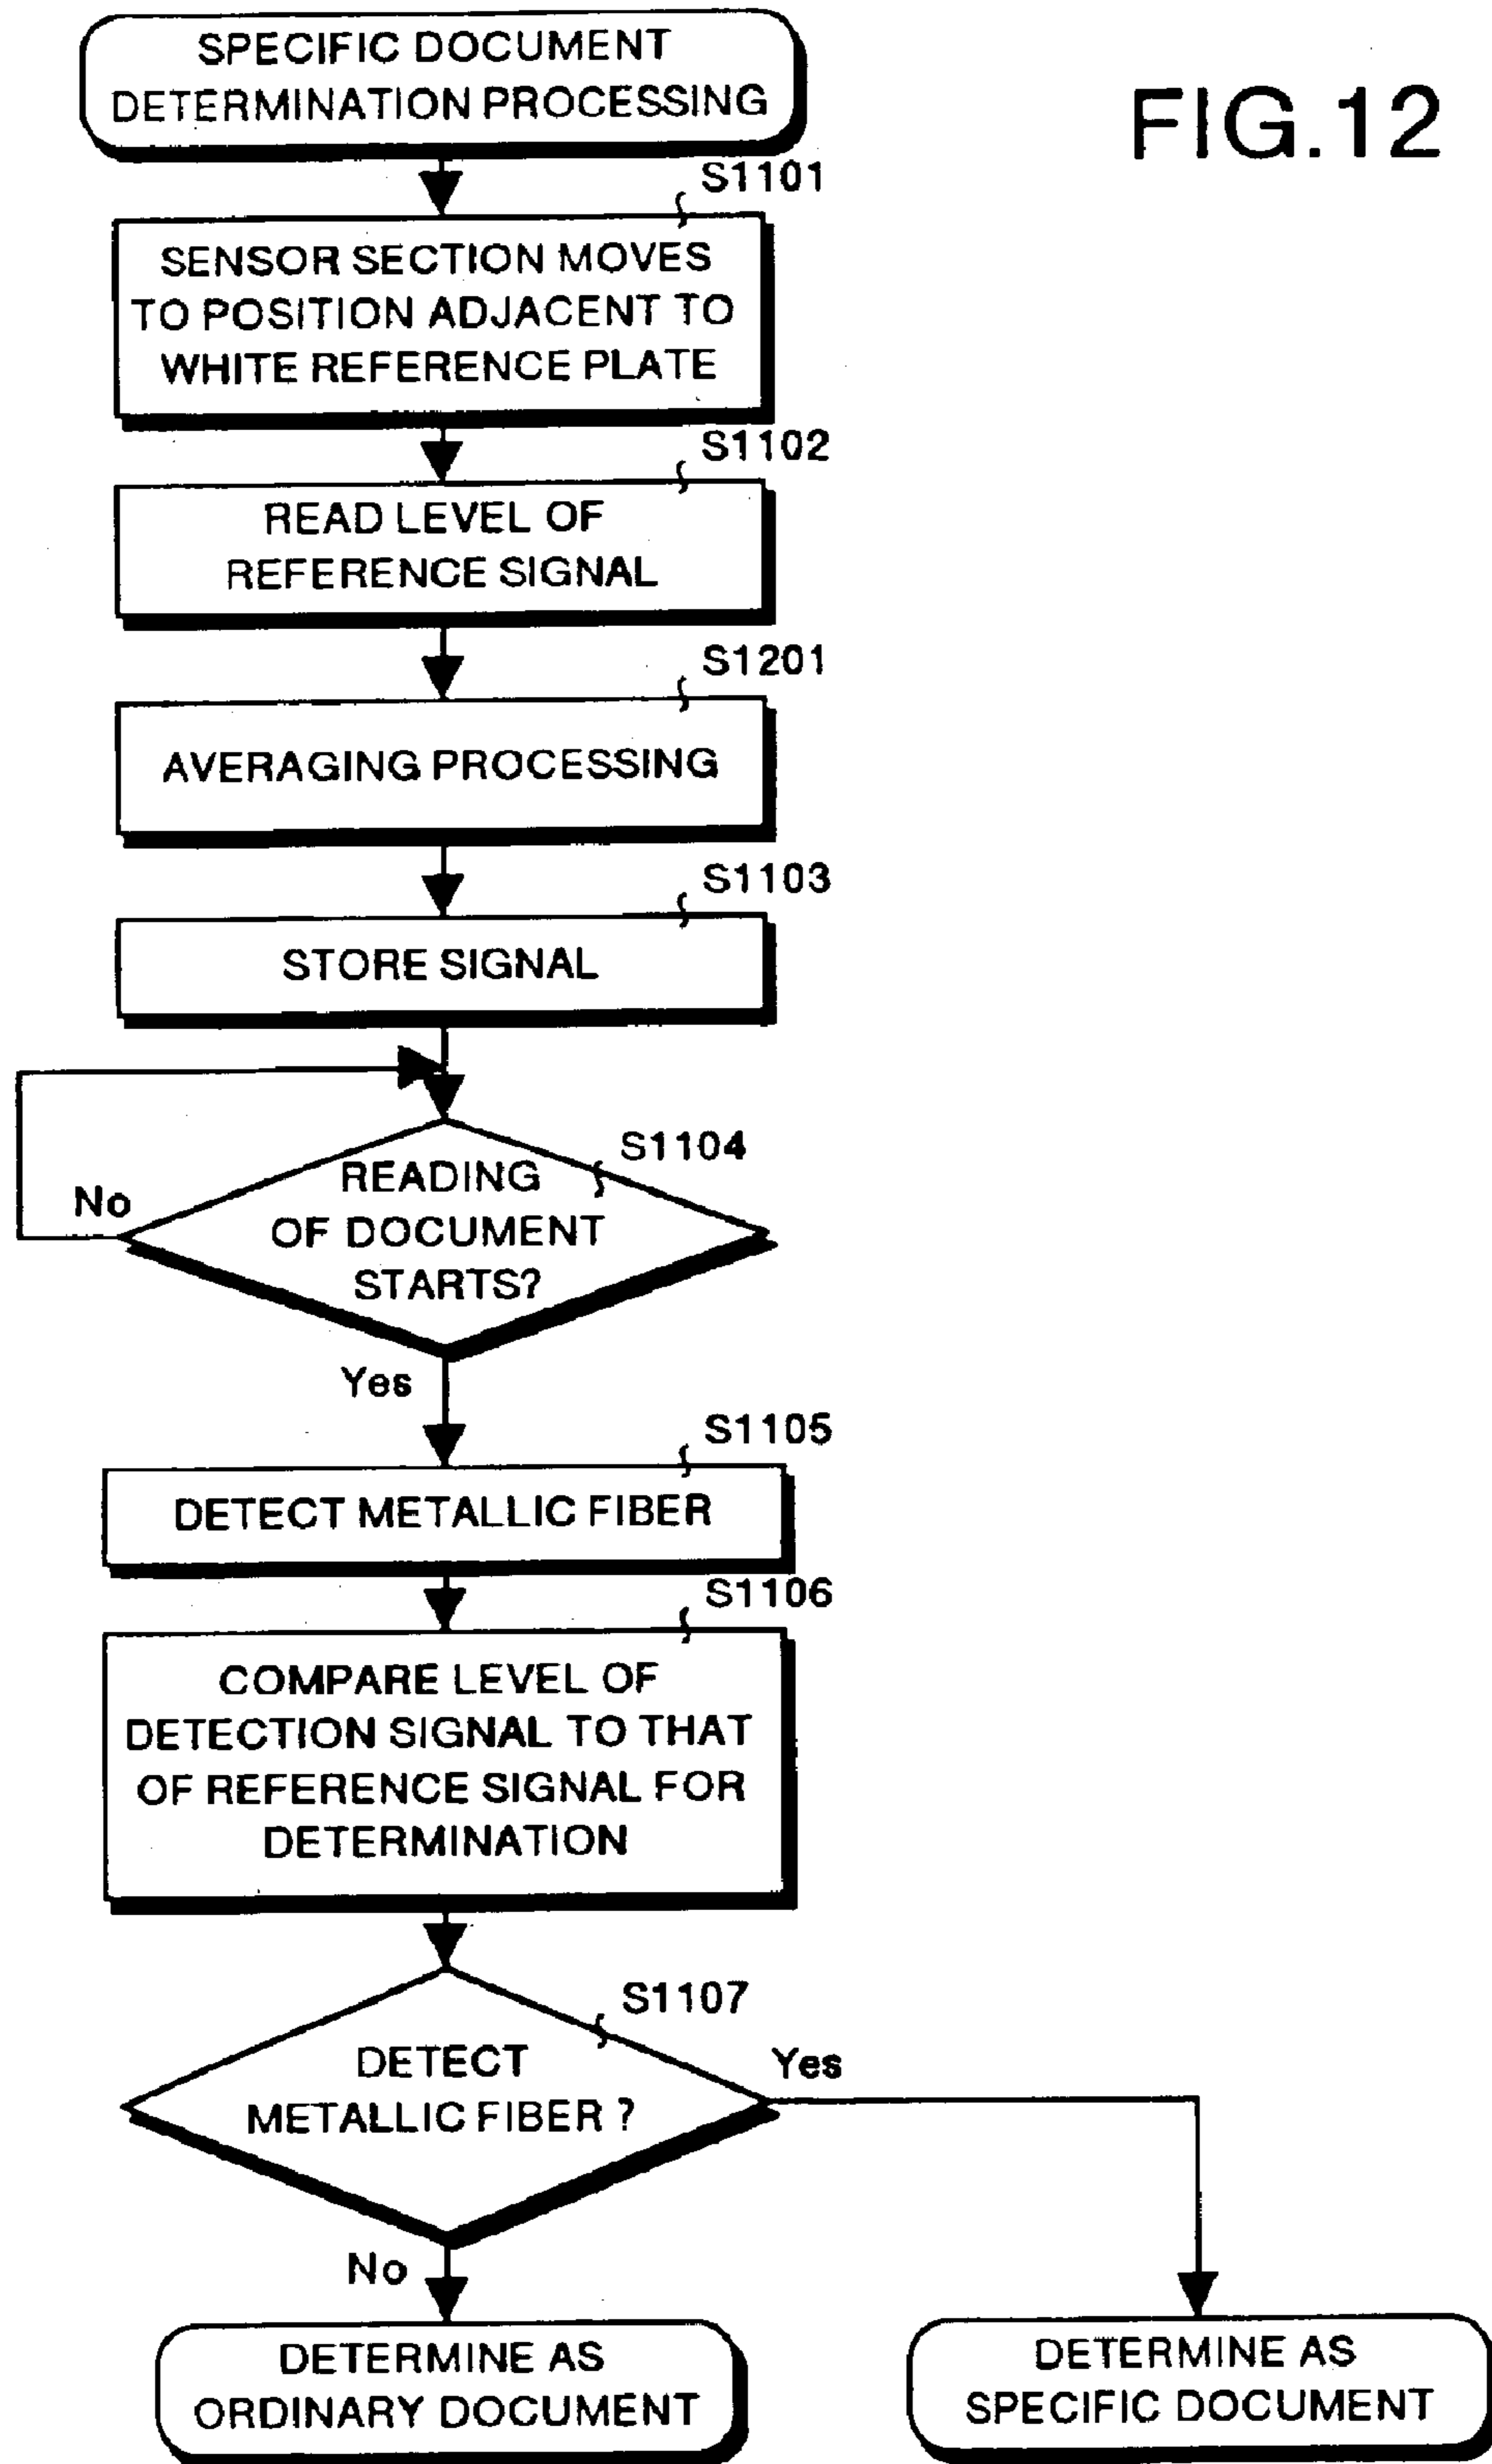 SPECIFIC DOCUMENT
DETERMINATION PROCESSING
FIG.12
S1101
SENSOR SECTION MOVES
TO POSITION ADJACENT TO
WHITE REFERENCE PLATE
S1102
READ LEVEL OF
REFERENCE SIGNAL
S1201
AVERAGING PROCESSING
S1103
STORE SIGNAL
S1104
READING
OF DOCUMENT
STARTS?
No
Yes
S1105
DETECT METALLIC FIBER
S1106
COMPARE LEVEL OF
DETECTION SIGNAL TO THAT
OF REFERENCE SIGNAL FOR
DETERMINATION
S1107
DETECT
METALLIC FIBER ?
Yes
No
DETERMINE AS
ORDINARY DOCUMENT
DETERMINE AS
SPECIFIC DOCUMENT